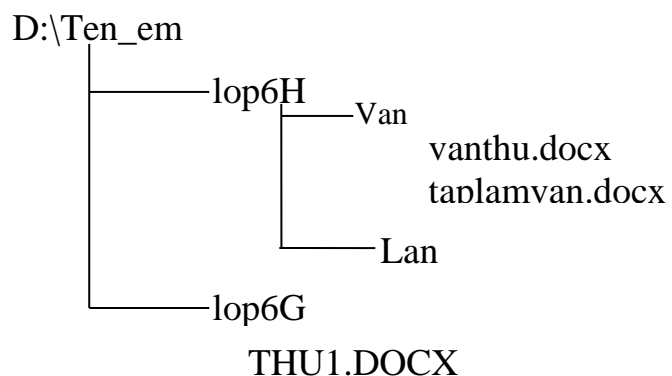 D:\Ten_em
lop6H
Van
vanthu.docx
taplamvan.docx
Lan
lop6G
THU1.DOCX